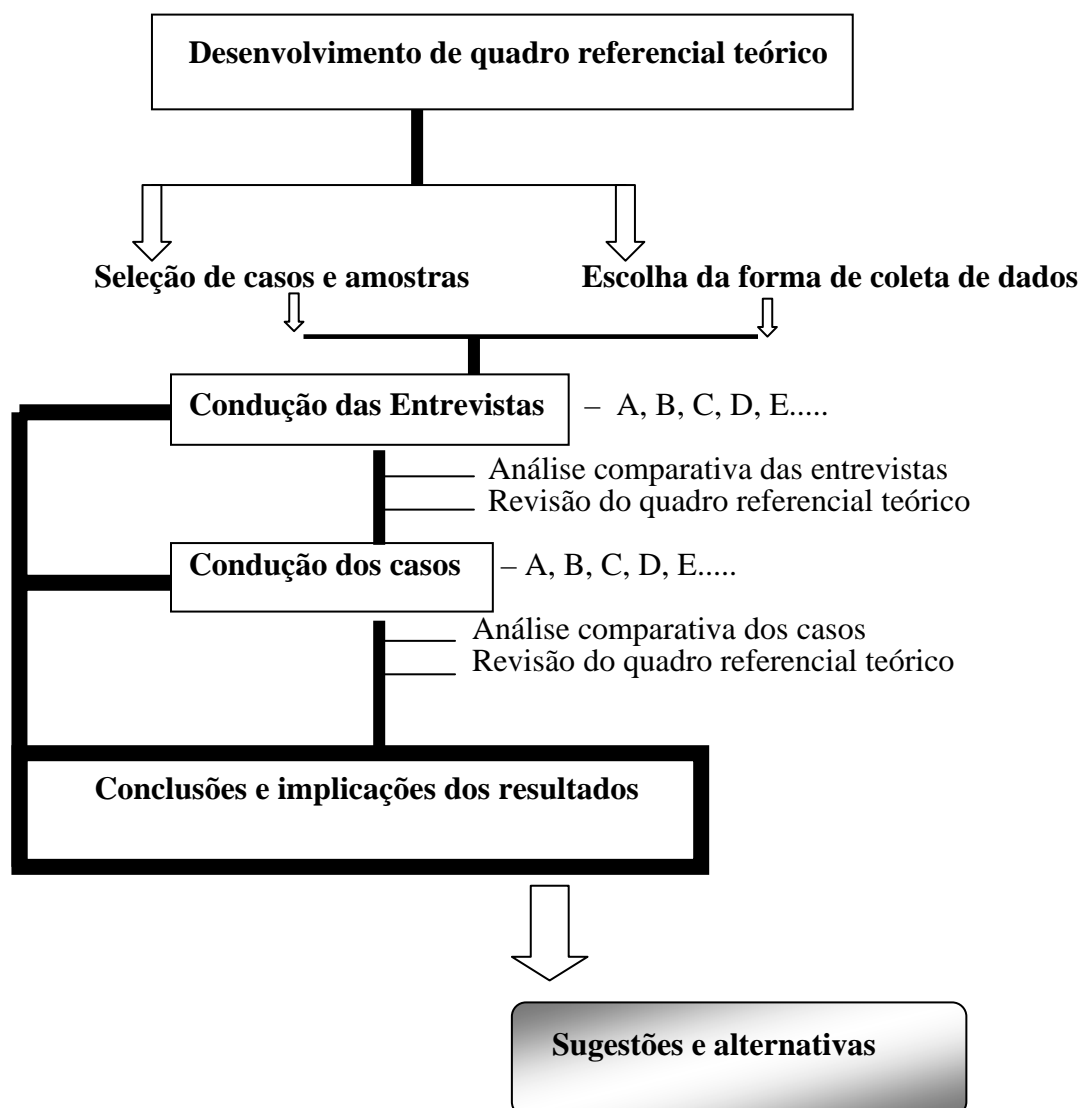 Desenvolvimento de quadro referencial teórico
Seleção de casos e amostras
Escolha da forma de coleta de dados
Condução das Entrevistas – A, B, C, D, E.....
Análise comparativa das entrevistas
Revisão do quadro referencial teórico
Condução dos casos – A, B, C, D, E.....
Análise comparativa dos casos
Revisão do quadro referencial teórico
Conclusões e implicações dos resultados
Sugestões e alternativas